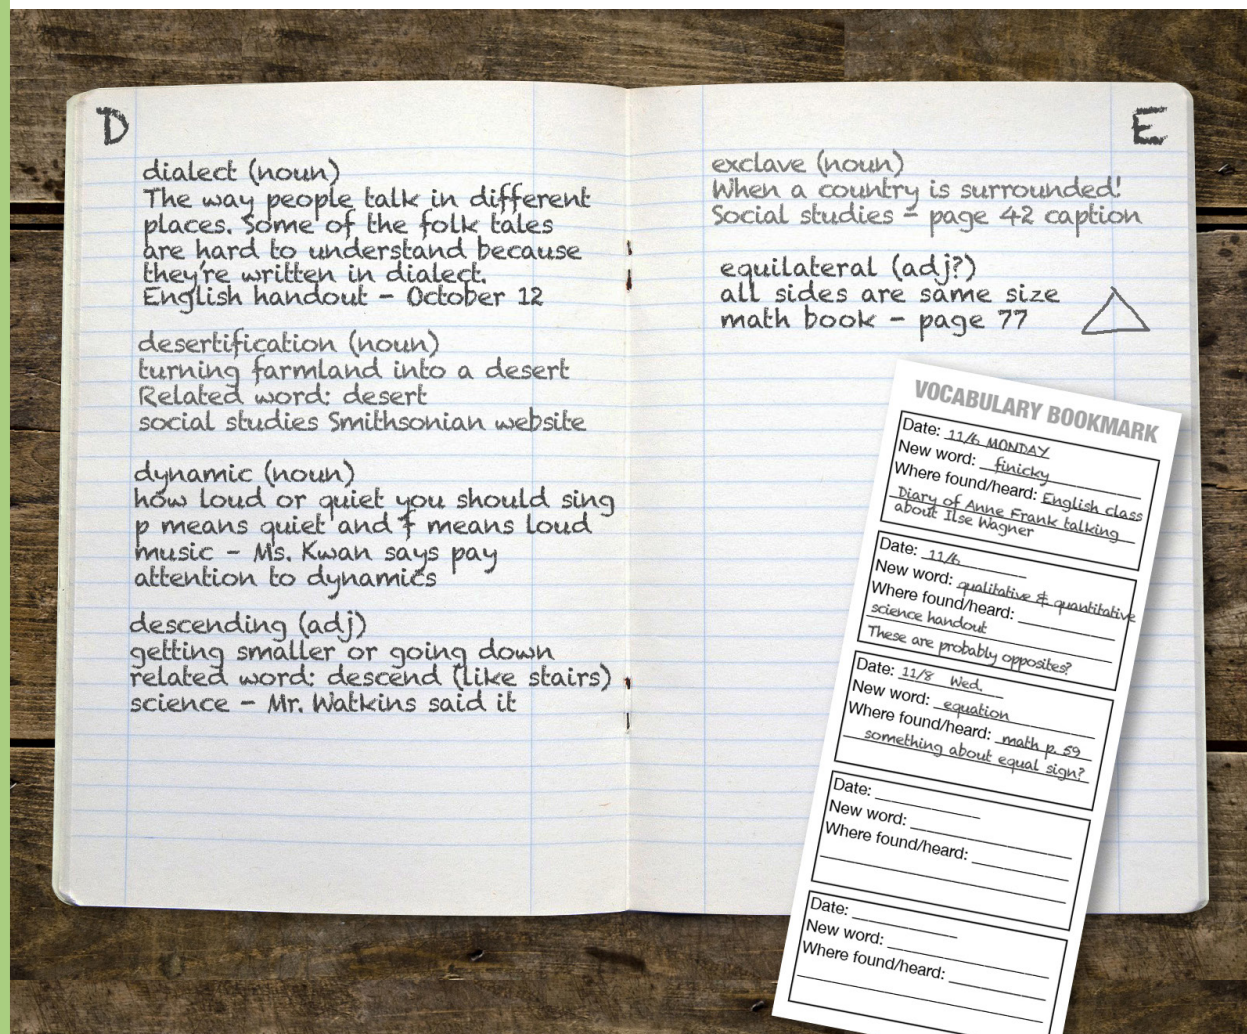 D
dialect (noun)
The way people talk in different
places. Some of the folk tales
are hard to understand because
they're written in dialect.
English handout - October 12
desertification (noun)
turning farmland into a desert
Related word: desert
social studies Smithsonian website
dynamic (noun)
how loud or quiet you should sing
p means quiet and f means loud
music - Ms. Kwan says pay
attention to dynamics
descending (adj)
getting smaller or going down
related word: descend (like stairs)
science - Mr. Watkins said it
E
exclave (noun)
When a country is surrounded!
Social studies - page 42 caption
equilateral (adj?)
all sides are same size
math book - page 77
VOCABULARY BOOKMARK
Date: 11/6 MONDAY
New word: finicky
Where found/heard: English class
Diary of Anne Frank talking
about Ilse Wagner
Date: 11/6
New word: qualitative & quantitative
Where found/heard:
science handout
These are probably opposites?
Date: 11/8 Wed.
New word: equation
Where found/heard: math p. 59
something about equal sign?
Date:
New word:
Where found/heard:
Date:
New word:
Where found/heard: